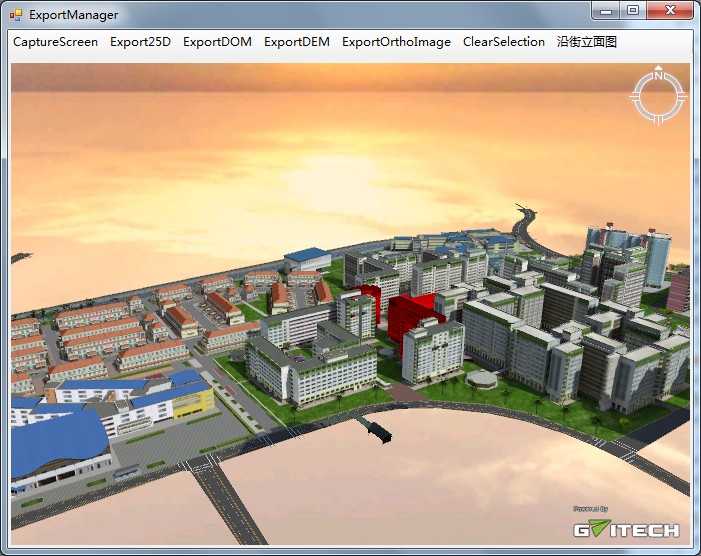 ExportManager
CaptureScreen Export25D ExportDOM ExportDEM ExportOrthoImage ClearSelection 沿街立面图
N
Powered By
GVITECH